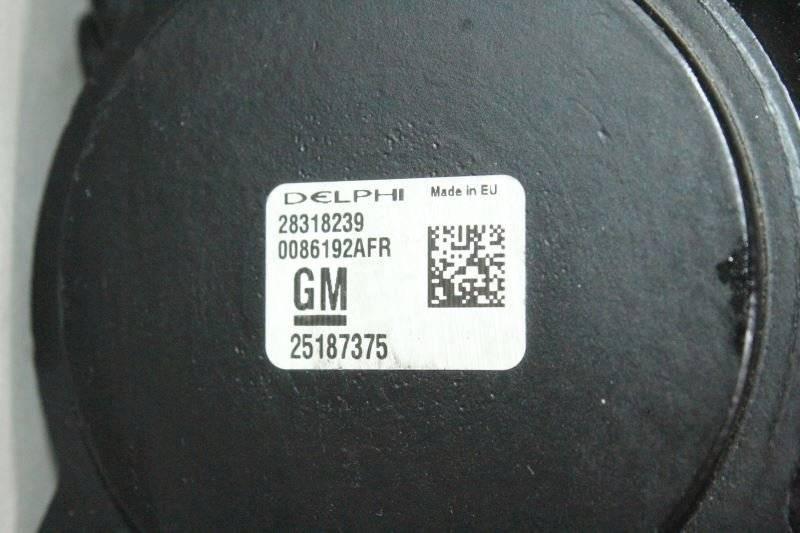 DELPHI Made in EU
28318239
0086192AFR
GM
25187375